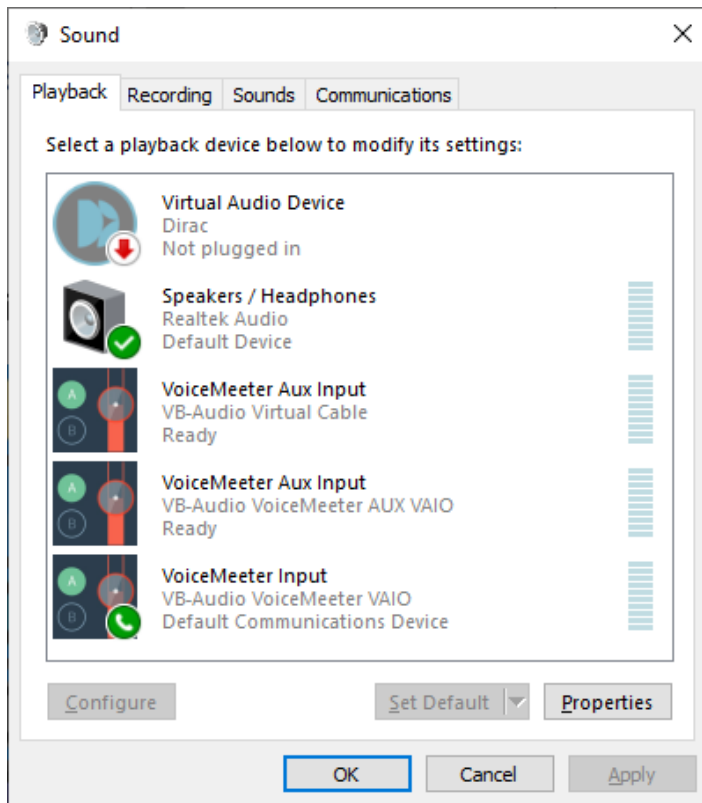 Sound
Playback Recording Sounds Communications
Select a playback device below to modify its settings:
Virtual Audio Device
Dirac
Not plugged in
Speakers / Headphones
Realtek Audio
Default Device
A
B
VoiceMeeter Aux Input
VB-Audio Virtual Cable
Ready
A
B
VoiceMeeter Aux Input
VB-Audio VoiceMeeter AUX VAIO
Ready
A
B
VoiceMeeter Input
VB-Audio VoiceMeeter VAIO
Default Communications Device
Configure Set Default Properties
OK Cancel Apply